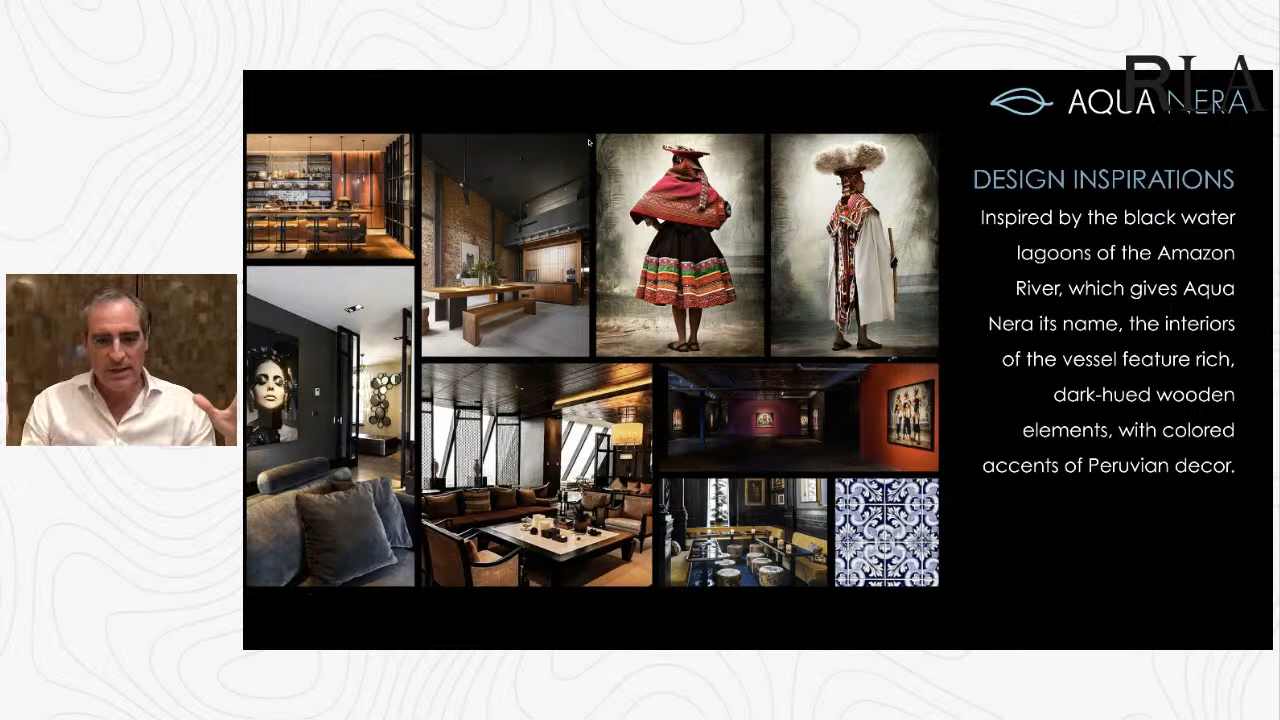 RLA
AQUA NERA
DESIGN INSPIRATIONS
Inspired by the black water
lagoons of the Amazon
River, which gives Aqua
Nera its name, the interiors
of the vessel feature rich,
dark-hued wooden
elements, with colored
accents of Peruvian decor.